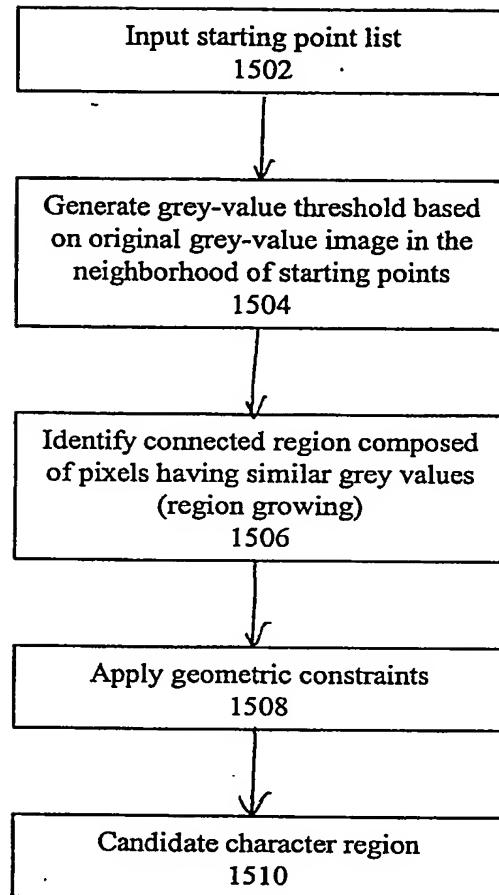 Input starting point list
1502
Generate grey-value threshold based
on original grey-value image in the
neighborhood of starting points
1504
Identify connected region composed
of pixels having similar grey values
(region growing)
1506
Apply geometric constraints
1508
Candidate character region
1510